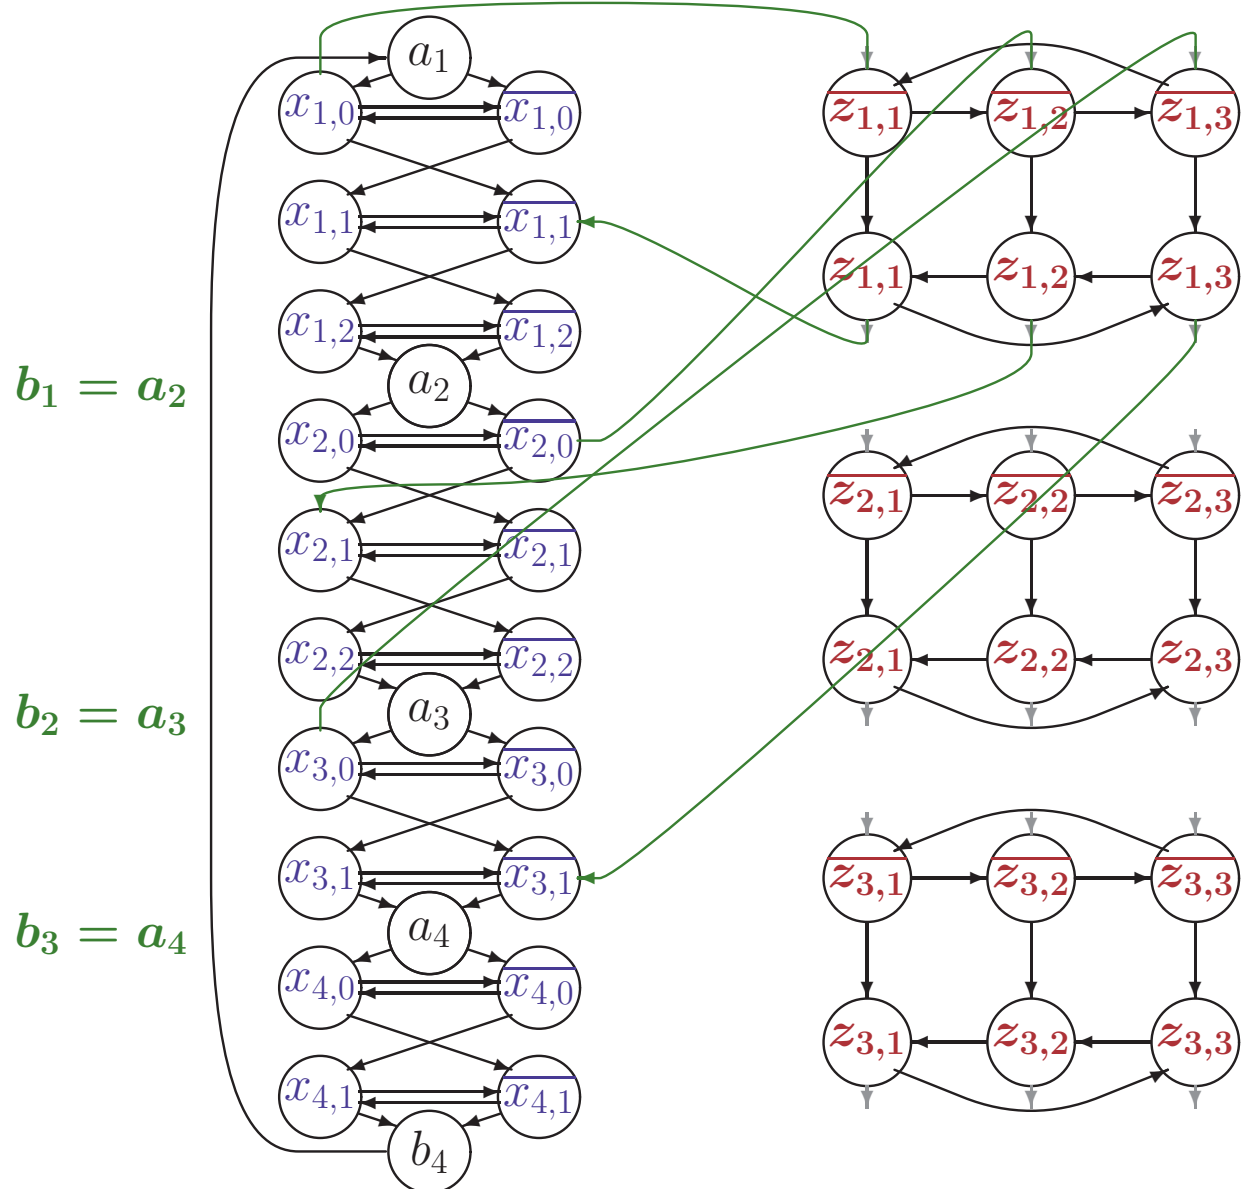 a₁
x₁,₀ x̅₁,₀ z̅₁,₁ z̅₁,₂ z̅₁,₃
x₁,₁ x̅₁,₁
z₁,₁ z₁,₂ z₁,₃
x₁,₂ x̅₁,₂
b₁ = a₂ a₂
x₂,₀ x̅₂,₀
z̅₂,₁ z̅₂,₂ z̅₂,₃
x₂,₁ x̅₂,₁
x₂,₂ x̅₂,₂ z₂,₁ z₂,₂ z₂,₃
b₂ = a₃ a₃
x₃,₀ x̅₃,₀
x₃,₁ x̅₃,₁ z̅₃,₁ z̅₃,₂ z̅₃,₃
b₃ = a₄ a₄
x₄,₀ x̅₄,₀
z₃,₁ z₃,₂ z₃,₃
x₄,₁ x̅₄,₁
b₄